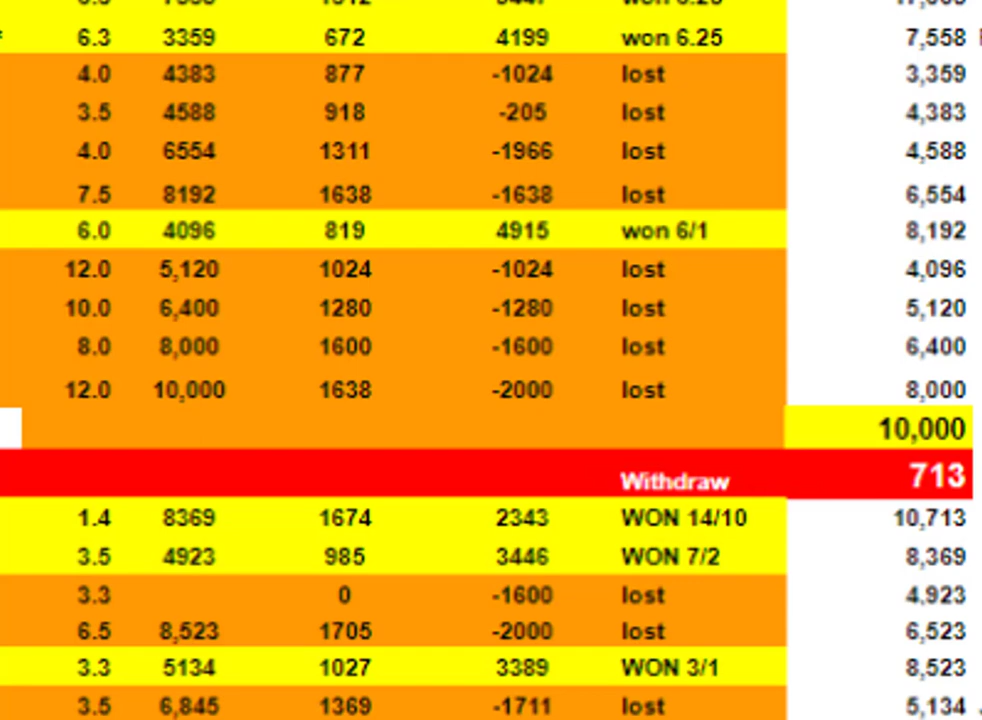 6.3 3359 672 4199 won 6.25 7,558
4.0 4383 877 -1024 lost 3,359
3.5 4588 918 -205 lost 4,383
4.0 6554 1311 -1966 lost 4,588
7.5 8192 1638 -1638 lost 6,554
6.0 4096 819 4915 won 6/1 8,192
12.0 5,120 1024 -1024 lost 4,096
10.0 6,400 1280 -1280 lost 5,120
8.0 8,000 1600 -1600 lost 6,400
12.0 10,000 1638 -2000 lost 8,000
10,000
Withdraw 713
1.4 8369 1674 2343 WON 14/10 10,713
3.5 4923 985 3446 WON 7/2 8,369
3.3 0 -1600 lost 4,923
6.5 8,523 1705 -2000 lost 6,523
3.3 5134 1027 3389 WON 3/1 8,523
3.5 6,845 1369 -1711 lost 5,134